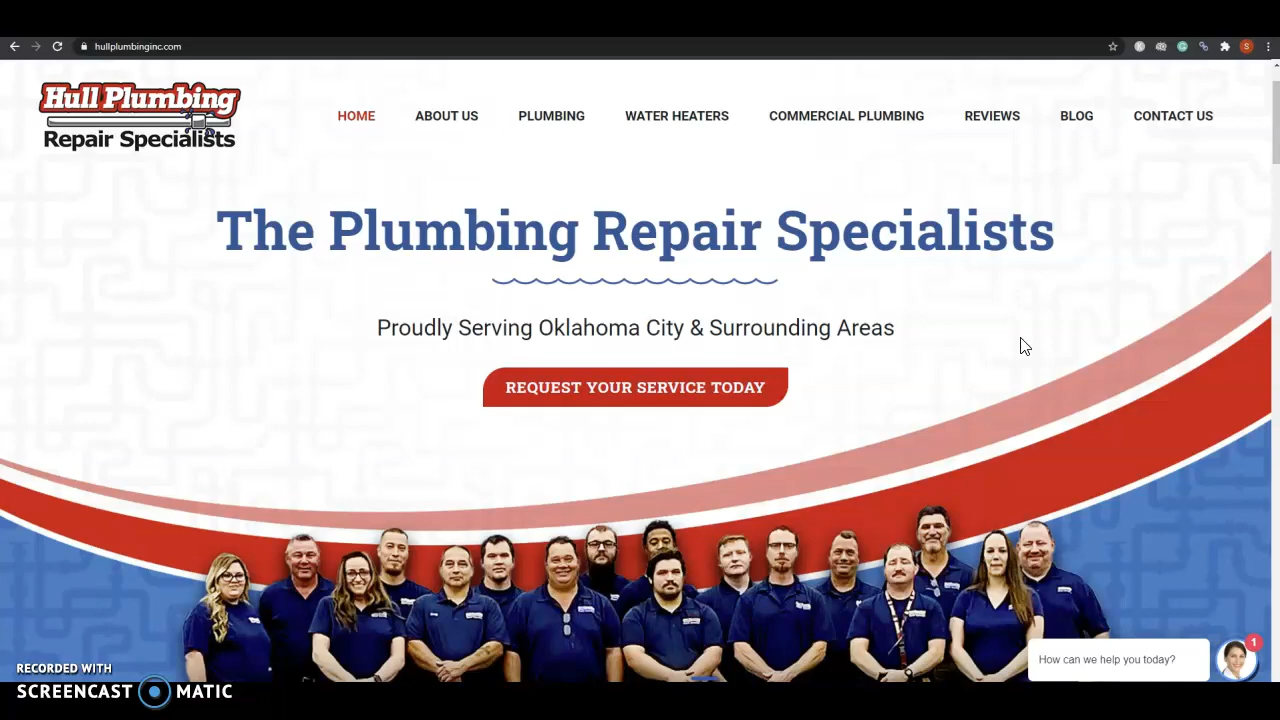 hullplumbinginc.com
S
Hull Plumbing
Repair Specialists
HOME ABOUT US PLUMBING WATER HEATERS COMMERCIAL PLUMBING REVIEWS BLOG CONTACT US
The Plumbing Repair Specialists
Proudly Serving Oklahoma City & Surrounding Areas
REQUEST YOUR SERVICE TODAY
1
How can we help you today?
RECORDED WITH
SCREENCAST MATIC